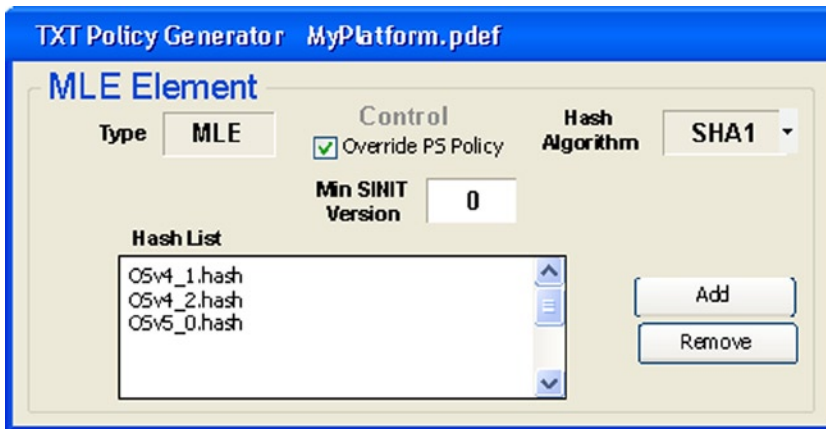 TXT Policy Generator MyPlatform.pdef
MLE Element
Type MLE
Control
Override PS Policy
Hash Algorithm
SHA1
Min SINIT Version
0
Hash List
OSv4_1.hash
OSv4_2.hash
OSv5_0.hash
Add
Remove